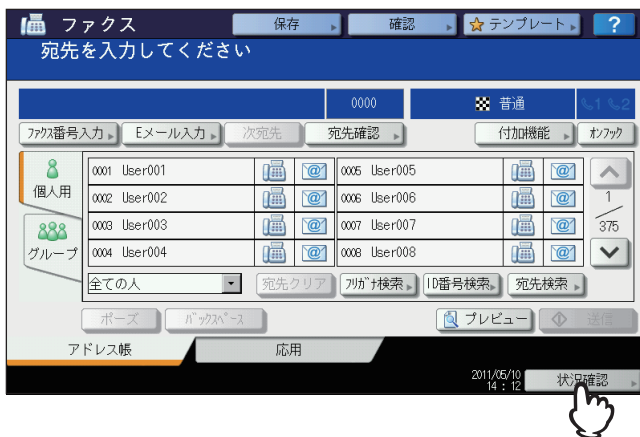 ファクス 保存 確認 テンプレート ?
宛先を入力してください
0000 普通 1 2
ファクス番号入力 Eメール入力 次宛先 宛先確認 付加機能 オンフック
個人用
グループ
0001 User001 0005 User005
0002 User002 0006 User006
0003 User003 0007 User007
0004 User004 0008 User008
1
375
全ての人 宛先クリア フリガナ検索 ID番号検索 宛先検索
ポーズ バックスペース プレビュー 送信
アドレス帳 応用
2011/05/10
14:12 状況確認